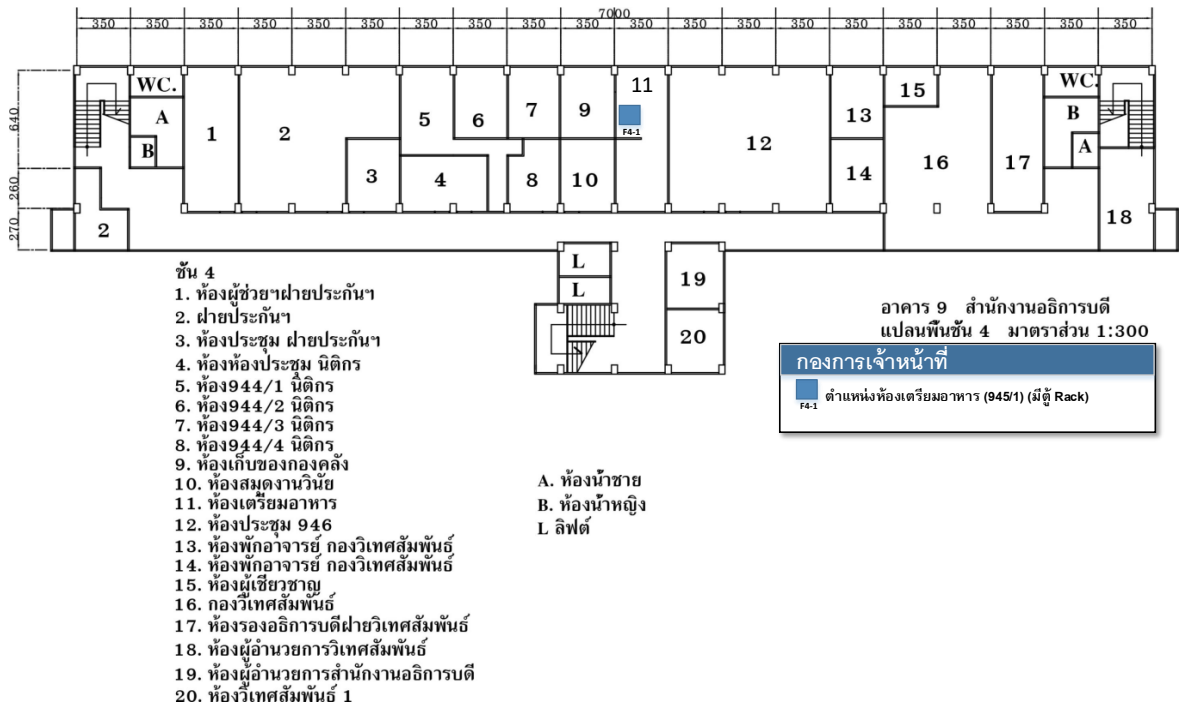 7000
350 350 350 350 350 350 350 350 350 350 350 350 350 350 350 350 350 350 350 350
640
260
270
WC.
A
B
1
2
3
5
4
6
7
8
9
10
11
F4-1
12
13
14
15
16
17
WC.
B
A
18
2
L
L
19
20
ชั้น 4
1. ห้องผู้ช่วยฯฝ่ายประกันฯ
2. ฝ่ายประกันฯ
3. ห้องประชุม ฝ่ายประกันฯ
4. ห้องห้องประชุม นิติกร
5. ห้อง944/1 นิติกร
6. ห้อง944/2 นิติกร
7. ห้อง944/3 นิติกร
8. ห้อง944/4 นิติกร
9. ห้องเก็บของกองคลัง
10. ห้องสมุดงานวินัย
11. ห้องเตรียมอาหาร
12. ห้องประชุม 946
13. ห้องพักอาจารย์ กองวิเทศสัมพันธ์
14. ห้องพักอาจารย์ กองวิเทศสัมพันธ์
15. ห้องผู้เชียวชาญ
16. กองวิเทศสัมพันธ์
17. ห้องรองอธิการบดีฝ่ายวิเทศสัมพันธ์
18. ห้องผู้อำนวยการวิเทศสัมพันธ์
19. ห้องผู้อำนวยการสำนักงานอธิการบดี
20. ห้องวิเทศสัมพันธ์ 1
A. ห้องน้ำชาย
B. ห้องน้ำหญิง
L ลิฟต์
อาคาร 9 สำนักงานอธิการบดี
แปลนพื้นชั้น 4 มาตราส่วน 1:300
กองการเจ้าหน้าที่
F4-1 ตำแหน่งห้องเตรียมอาหาร (945/1) (มีตู้ Rack)